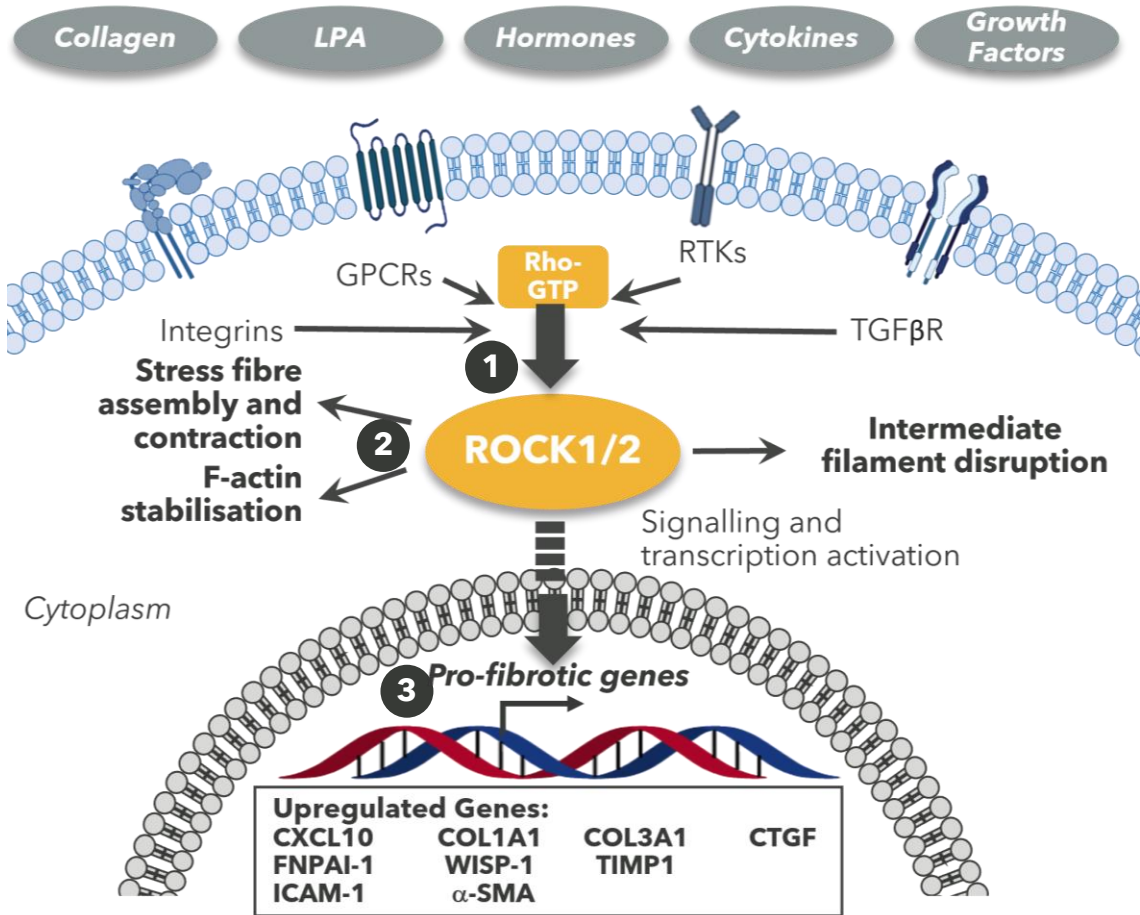 Collagen
LPA
Hormones
Cytokines
Growth
Factors
Rho-
GTP
RTKs
GPCRs
Integrins
TGFβR
1
Stress fibre
assembly and
contraction
2
ROCK1/2
Intermediate
filament disruption
F-actin
stabilisation
Signalling and
transcription activation
Cytoplasm
3
Pro-fibrotic genes
Upregulated Genes:
CXCL10 COL1A1 COL3A1 CTGF
FNPAI-1 WISP-1 TIMP1
ICAM-1 α-SMA